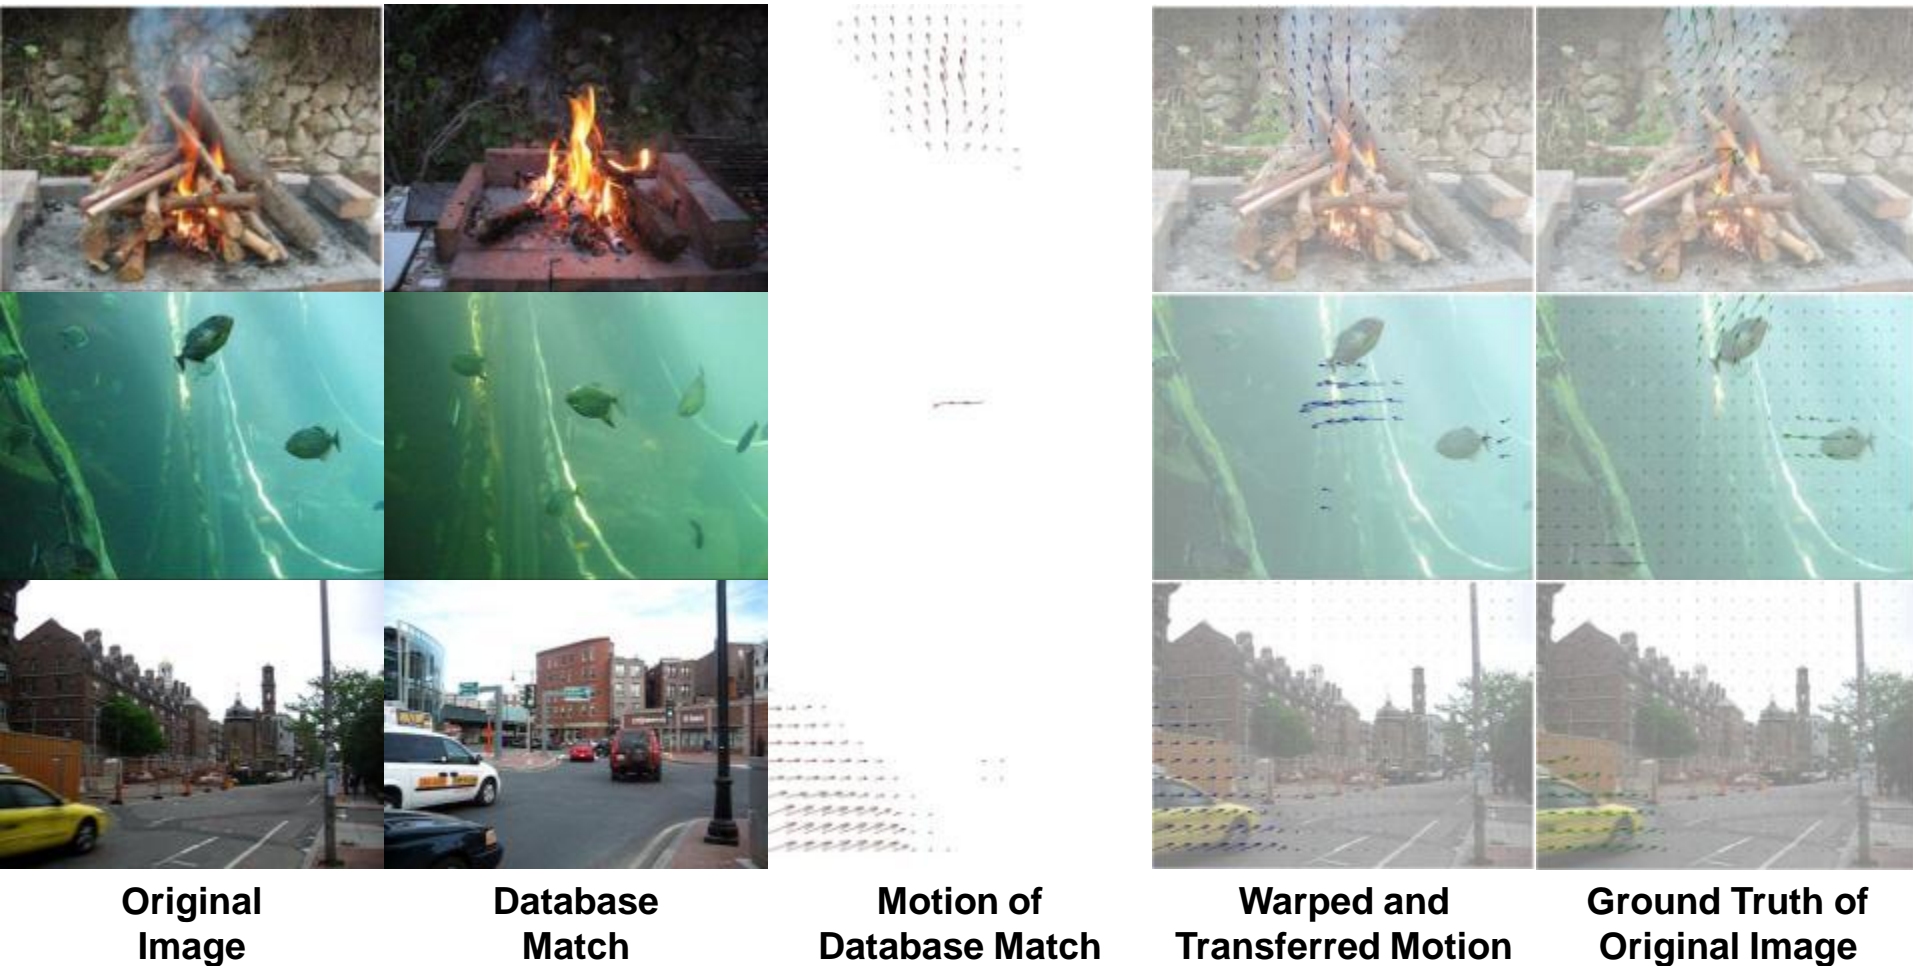 Original
Image
Database
Match
Motion of
Database Match
Warped and
Transferred Motion
Ground Truth of
Original Image